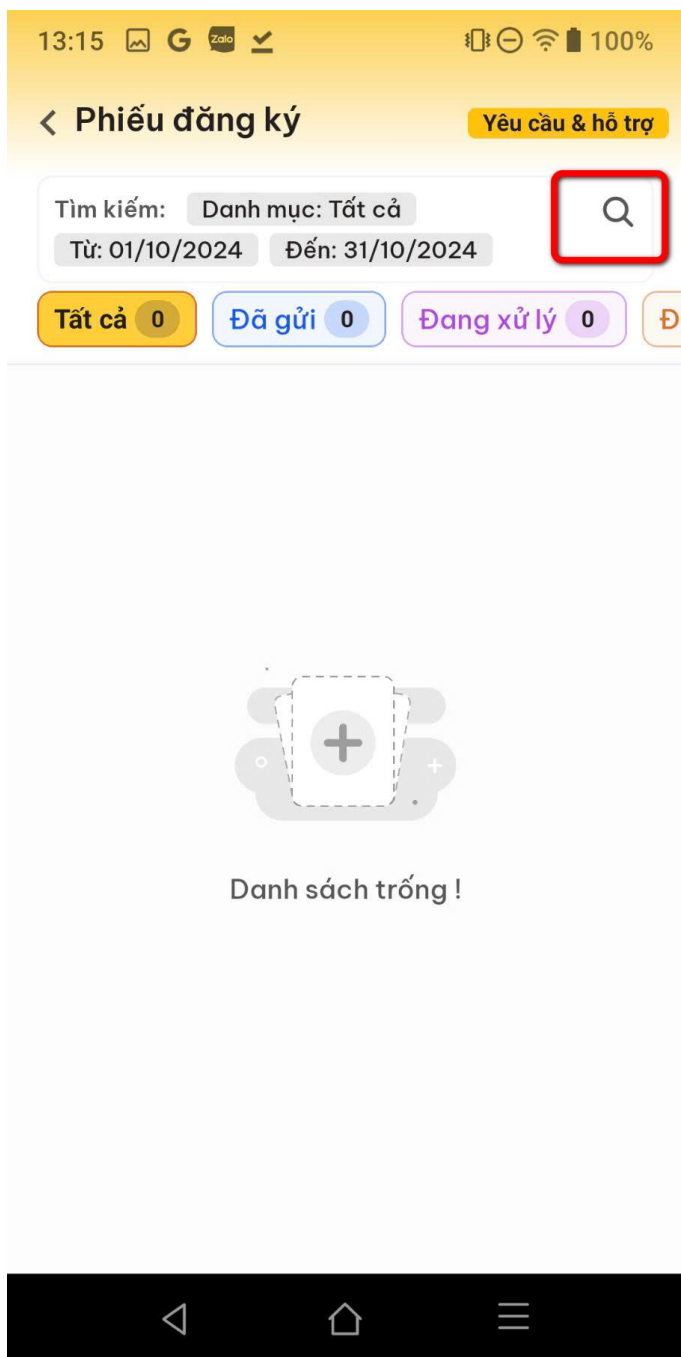 13:15 G Zalo 100%
Phiếu đăng ký Yêu cầu & hỗ trợ
Tìm kiếm: Danh mục: Tất cả
Từ: 01/10/2024 Đến: 31/10/2024
Tất cả 0 Đã gửi 0 Đang xử lý 0 Đ
Danh sách trống !